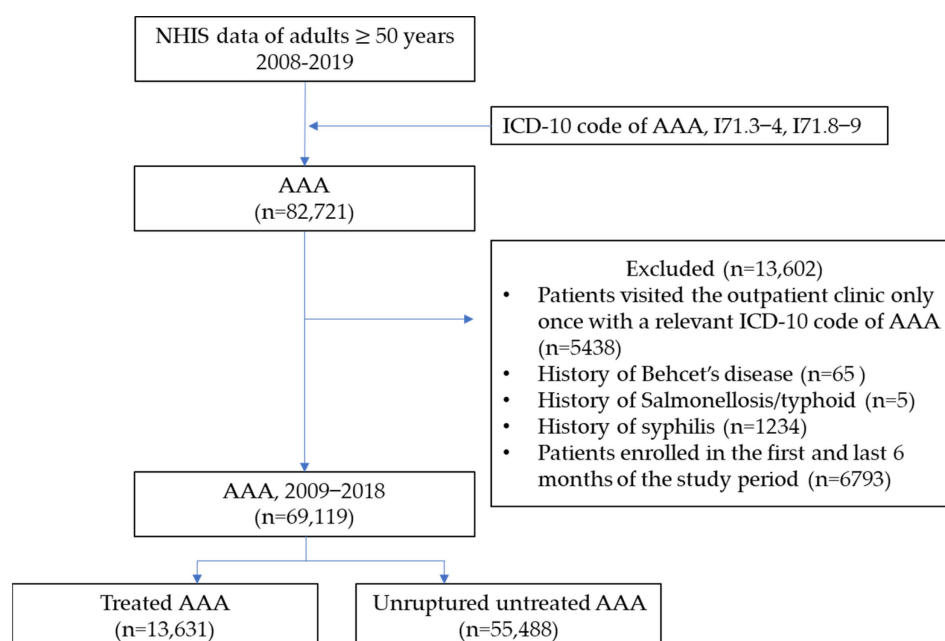 NHIS data of adults ≥ 50 years
2008-2019
ICD-10 code of AAA, I71.3−4, I71.8−9
AAA
(n=82,721)
Excluded (n=13,602)
• Patients visited the outpatient clinic only
once with a relevant ICD-10 code of AAA
(n=5438)
• History of Behcet’s disease (n=65 )
• History of Salmonellosis/typhoid (n=5)
• History of syphilis (n=1234)
• Patients enrolled in the first and last 6
months of the study period (n=6793)
AAA, 2009−2018
(n=69,119)
Treated AAA
(n=13,631)
Unruptured untreated AAA
(n=55,488)